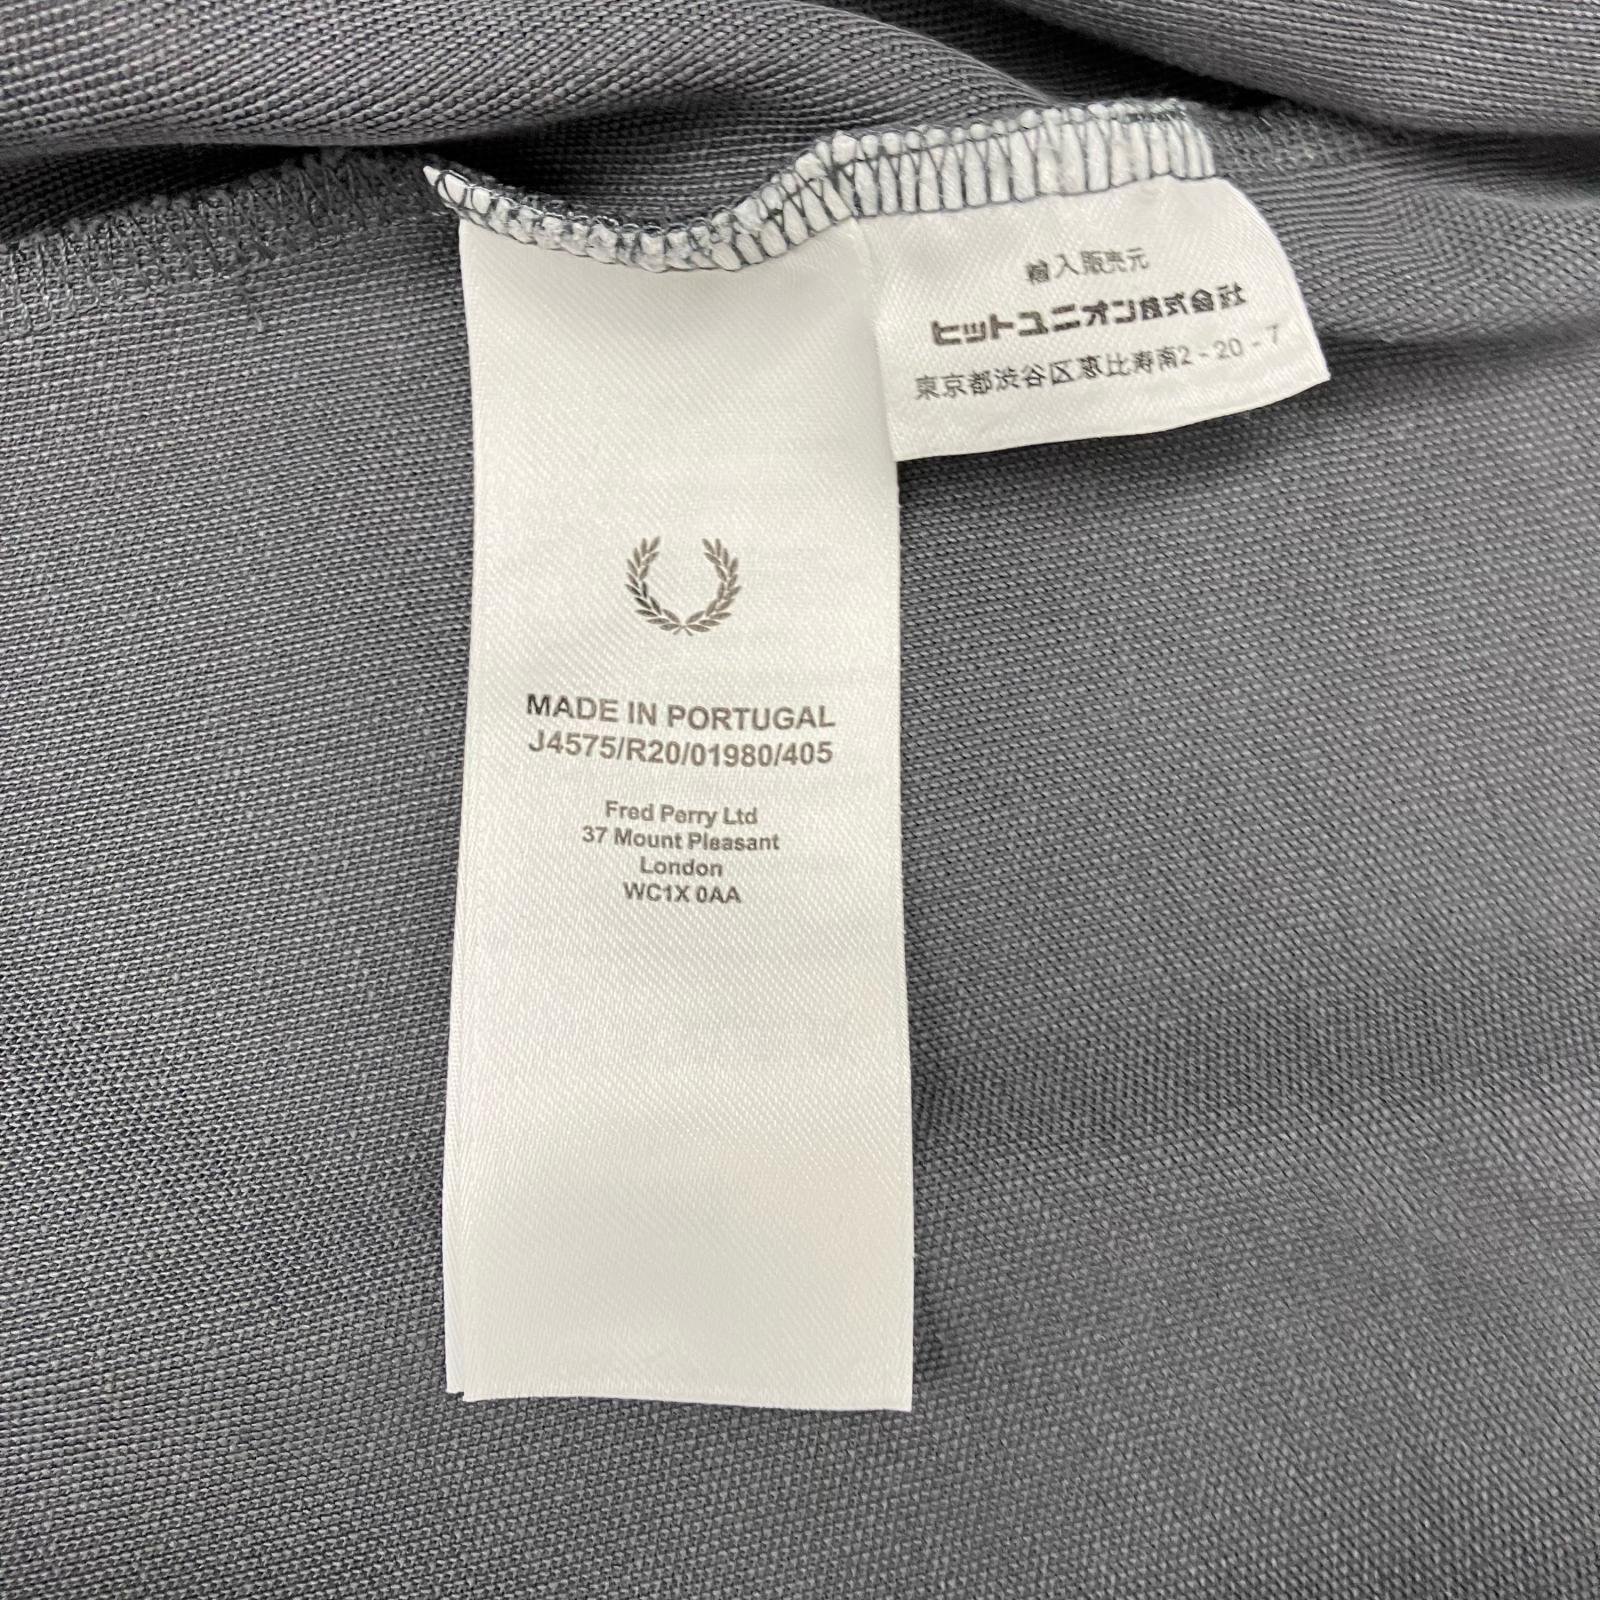 輸入販売元
ヒットユニオン株式会社
東京都渋谷区恵比寿南2-20-7
MADE IN PORTUGAL
J4575/R20/01980/405
Fred Perry Ltd
37 Mount Pleasant
London
WC1X 0AA